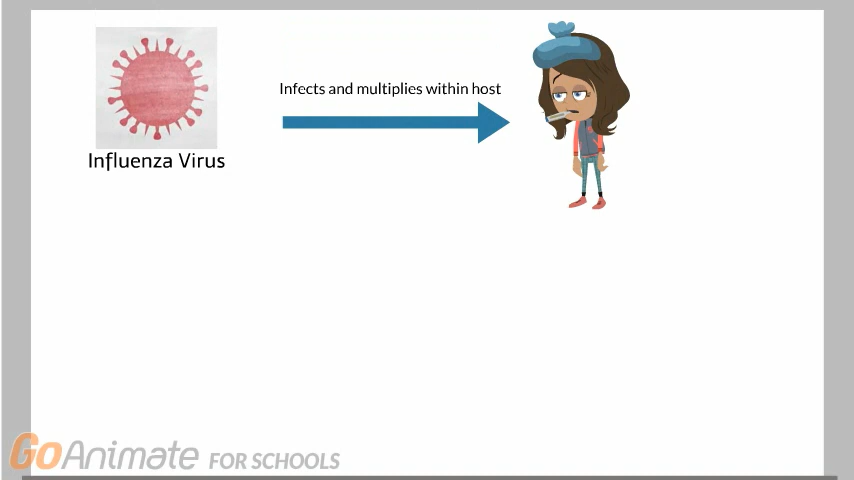 Infects and multiplies within host
Influenza Virus
GoAnimate FOR SCHOOLS